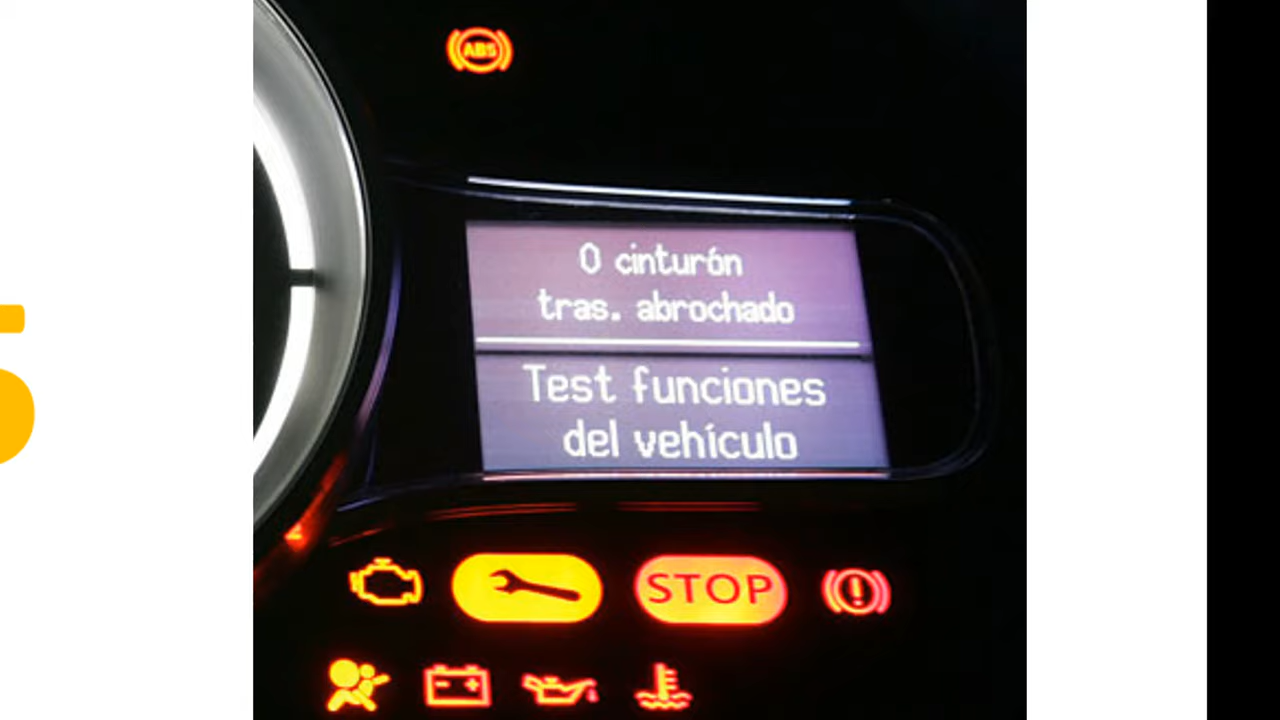 ABS
0 cinturón
tras. abrochado
Test funciones
del vehículo
STOP